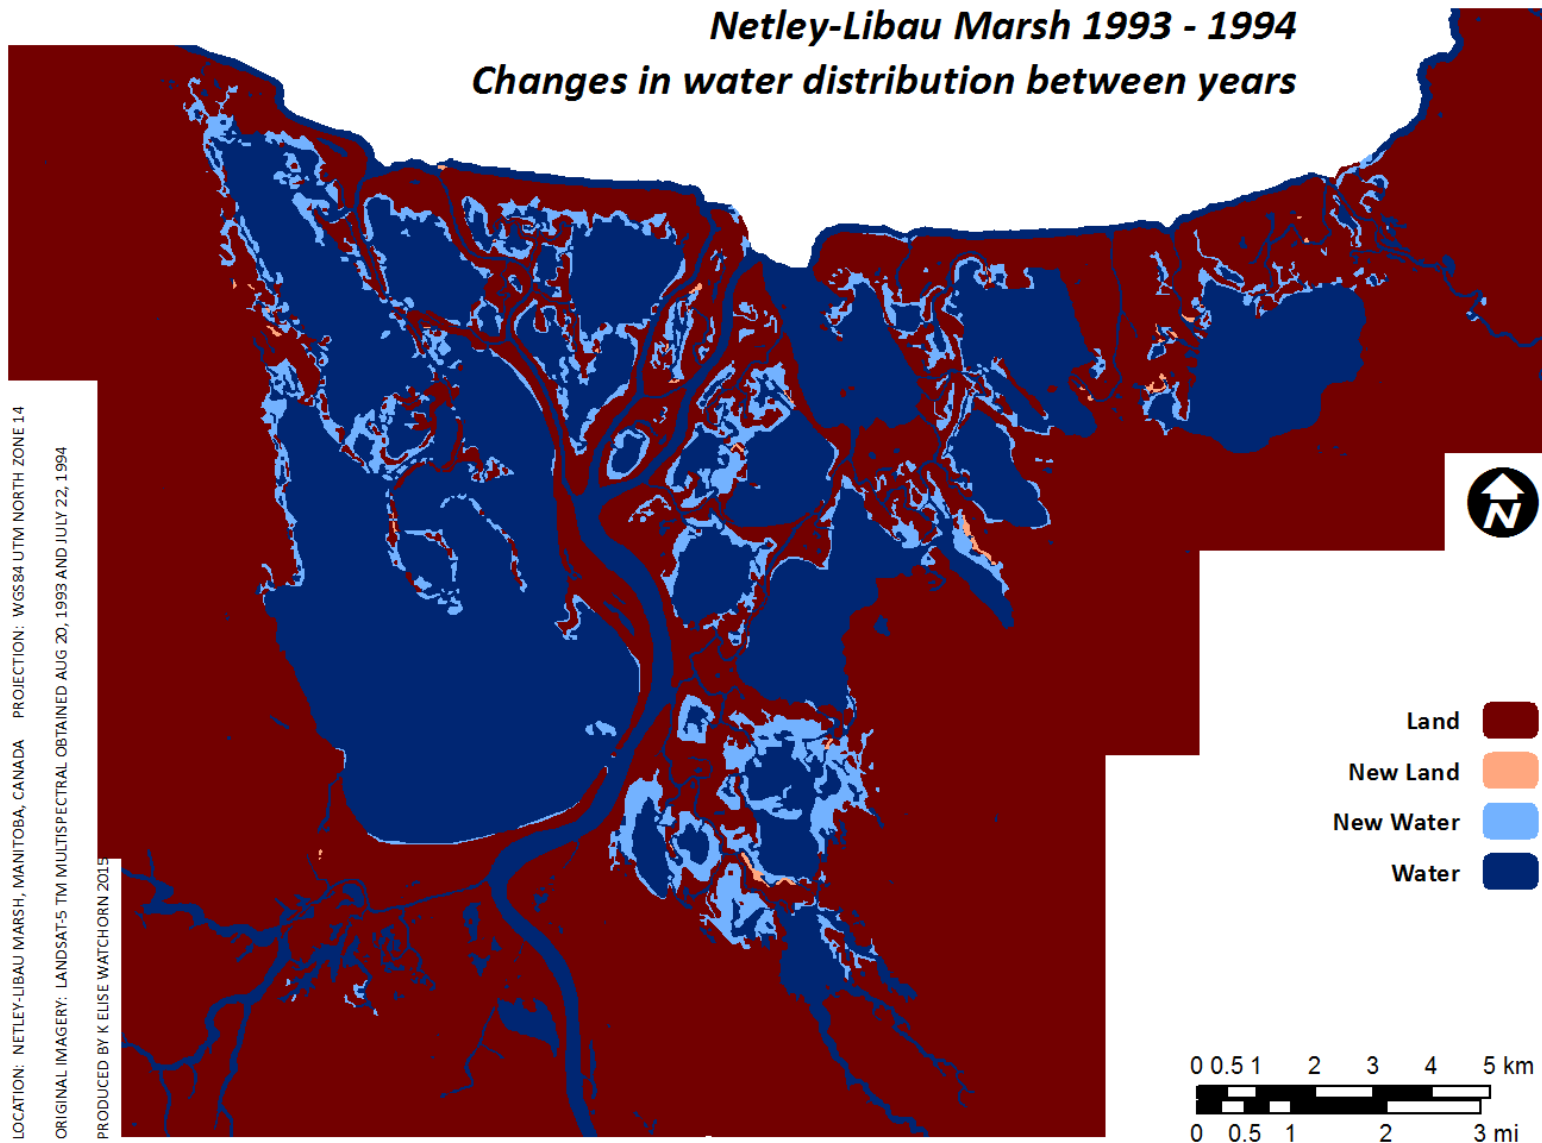 Netley-Libau Marsh 1993 - 1994
Changes in water distribution between years
LOCATION: NETLEY-LIBAU MARSH, MANITOBA, CANADA PROJECTION: WGS84 UTM NORTH ZONE 14
ORIGINAL IMAGERY: LANDSAT-5 TM MULTISPECTRAL OBTAINED AUG 20, 1993 AND JULY 22, 1994
PRODUCED BY K ELISE WATCHORN 2015
N
Land
New Land
New Water
Water
0 0.5 1 2 3 4 5 km
0 0.5 1 2 3 mi